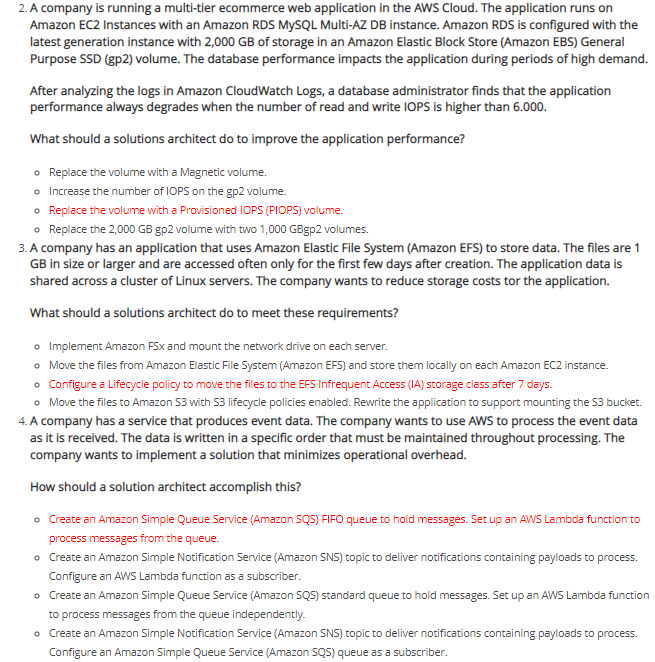 2. A company is running a multi-tier ecommerce web application in the AWS Cloud. The application runs on
Amazon EC2 Instances with an Amazon RDS MySQL Multi-AZ DB instance. Amazon RDS is configured with the
latest generation instance with 2,000 GB of storage in an Amazon Elastic Block Store (Amazon EBS) General
Purpose SSD (gp2) volume. The database performance impacts the application during periods of high demand.
After analyzing the logs in Amazon CloudWatch Logs, a database administrator finds that the application
performance always degrades when the number of read and write IOPS is higher than 6.000.
What should a solutions architect do to improve the application performance?
o Replace the volume with a Magnetic volume.
o Increase the number of IOPS on the gp2 volume.
o Replace the volume with a Provisioned IOPS (PIOPS) volume.
o Replace the 2,000 GB gp2 volume with two 1,000 GBgp2 volumes.
3. A company has an application that uses Amazon Elastic File System (Amazon EFS) to store data. The files are 1
GB in size or larger and are accessed often only for the first few days after creation. The application data is
shared across a cluster of Linux servers. The company wants to reduce storage costs tor the application.
What should a solutions architect do to meet these requirements?
o Implement Amazon FSx and mount the network drive on each server.
o Move the files from Amazon Elastic File System (Amazon EFS) and store them locally on each Amazon EC2 instance.
o Configure a Lifecycle policy to move the files to the EFS Infrequent Access (IA) storage class after 7 days.
o Move the files to Amazon S3 with S3 lifecycle policies enabled. Rewrite the application to support mounting the S3 bucket.
4. A company has a service that produces event data. The company wants to use AWS to process the event data
as it is received. The data is written in a specific order that must be maintained throughout processing. The
company wants to implement a solution that minimizes operational overhead.
How should a solution architect accomplish this?
o Create an Amazon Simple Queue Service (Amazon SQS) FIFO queue to hold messages. Set up an AWS Lambda function to
process messages from the queue.
o Create an Amazon Simple Notification Service (Amazon SNS) topic to deliver notifications containing payloads to process.
Configure an AWS Lambda function as a subscriber.
o Create an Amazon Simple Queue Service (Amazon SQS) standard queue to hold messages. Set up an AWS Lambda function
to process messages from the queue independently.
o Create an Amazon Simple Notification Service (Amazon SNS) topic to deliver notifications containing payloads to process.
Configure an Amazon Simple Queue Service (Amazon SQS) queue as a subscriber.